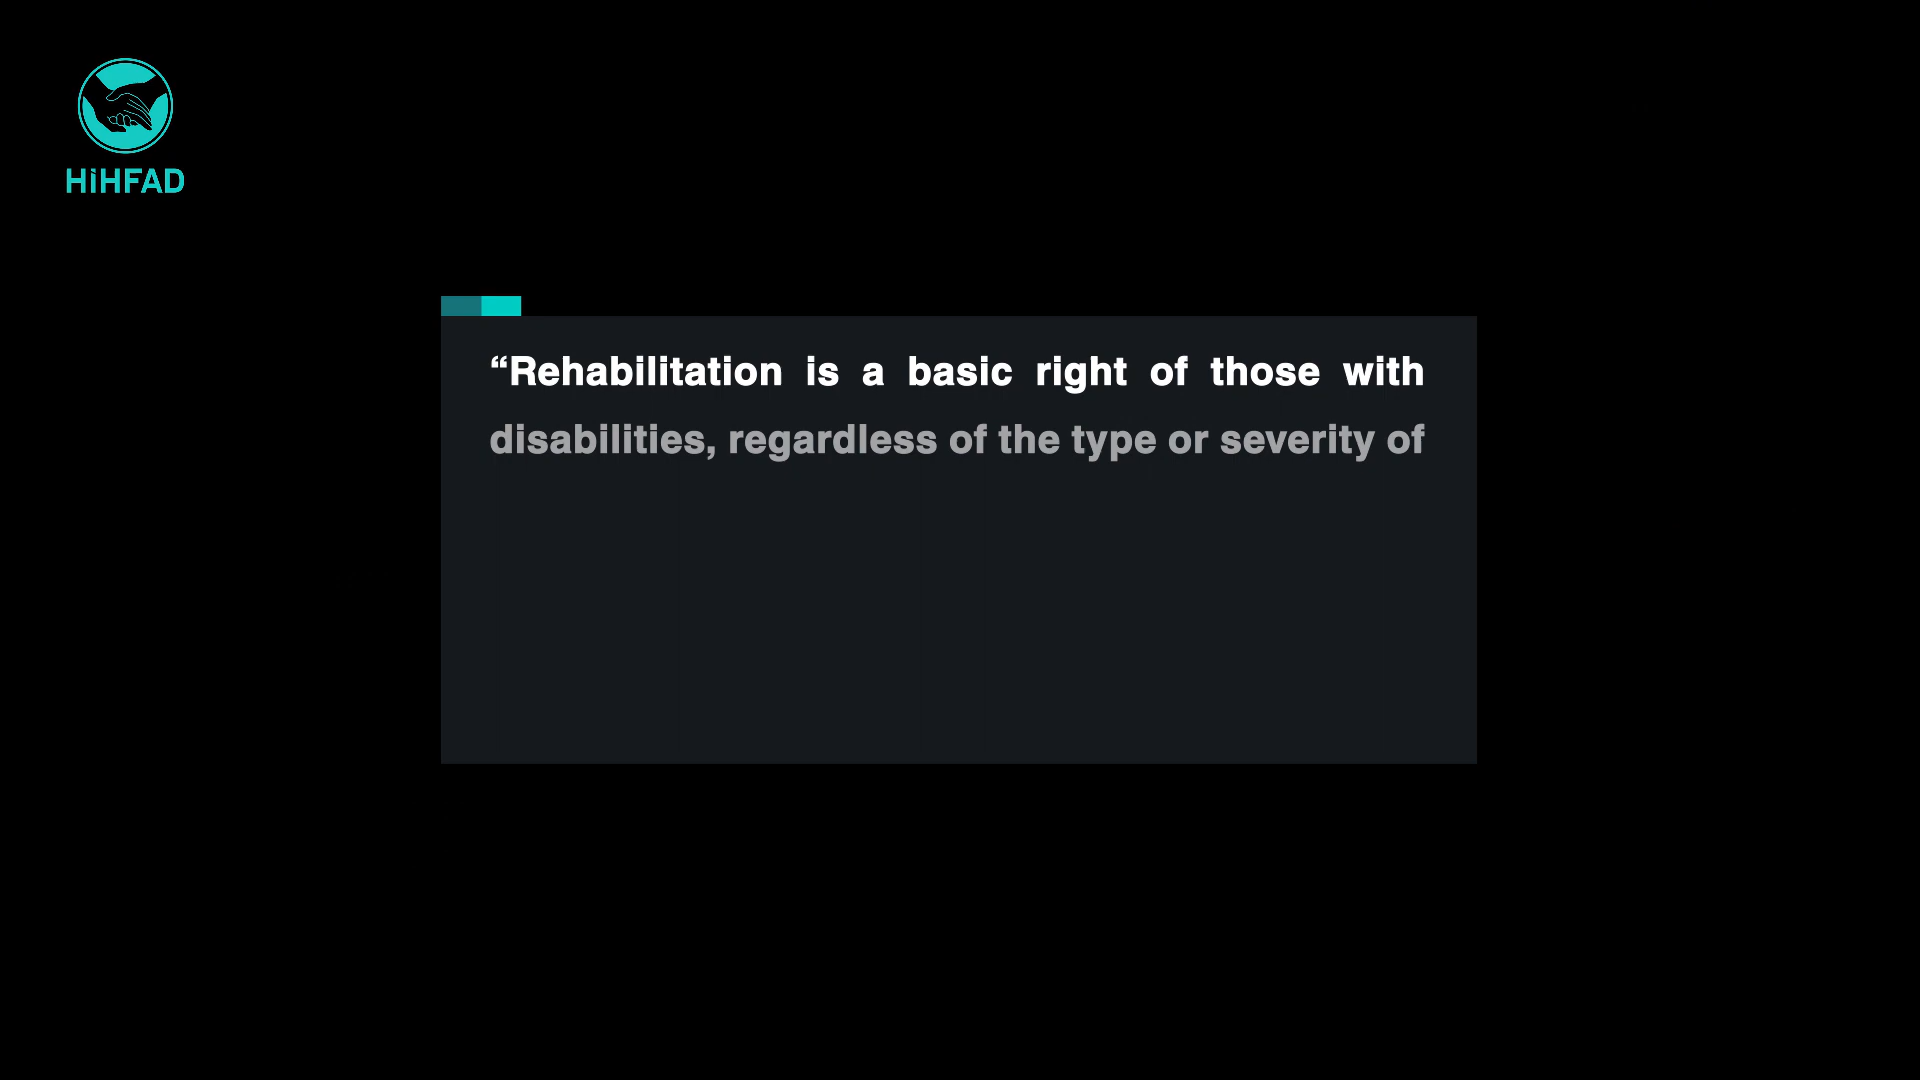 HiHFAD
“Rehabilitation is a basic right of those with
disabilities, regardless of the type or severity of